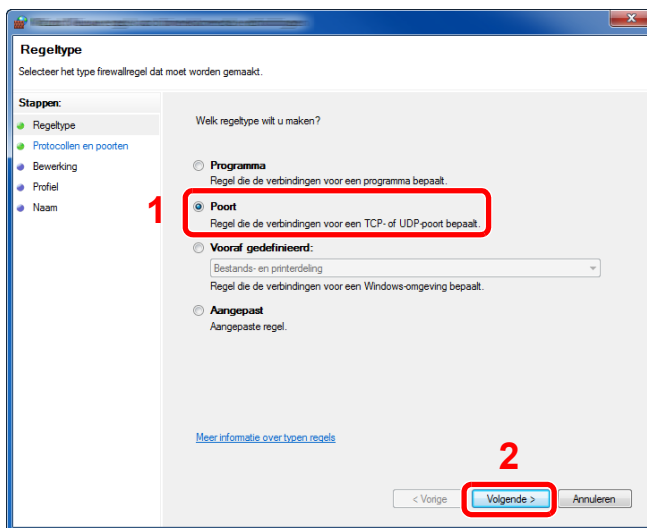 Regeltype
Selecteer het type firewallregel dat moet worden gemaakt.
Stappen:
Regeltype
Protocollen en poorten
Bewerking
Profiel
Naam
Welk regeltype wilt u maken?
Programma
Regel die de verbindingen voor een programma bepaalt.
1
Poort
Regel die de verbindingen voor een TCP- of UDP-poort bepaalt.
Vooraf gedefinieerd:
Bestands- en printerdeling
Regel die de verbindingen voor een Windows-omgeving bepaalt.
Aangepast
Aangepaste regel.
Meer informatie over typen regels
2
< Vorige
Volgende >
Annuleren